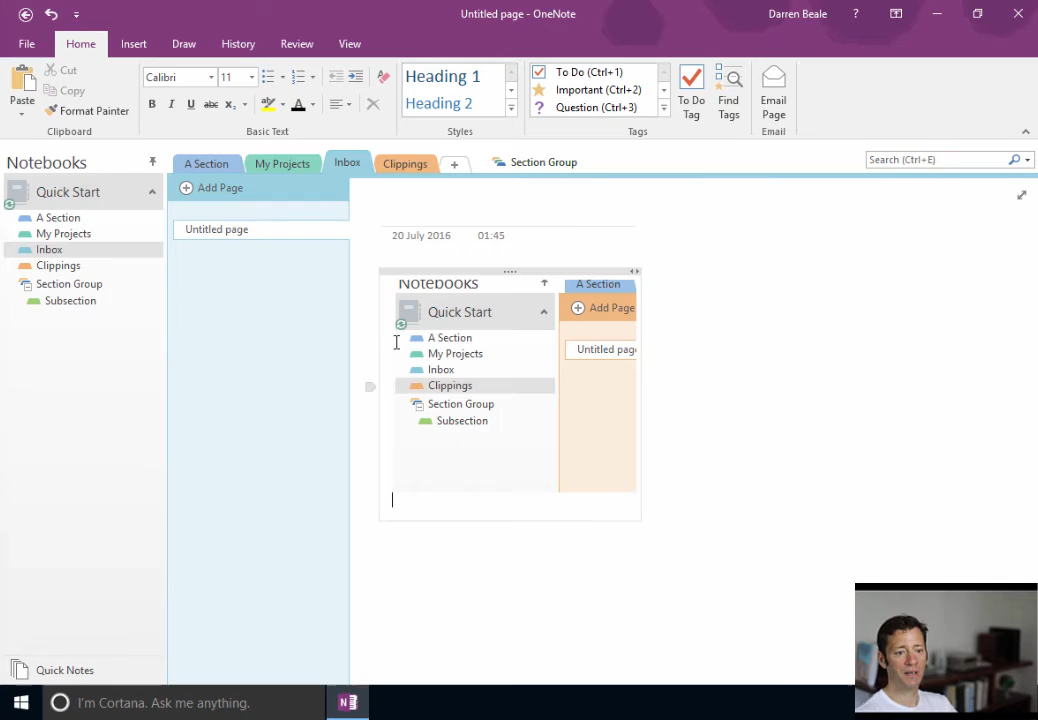 Untitled page - OneNote
Darren Beale
?
File
Home
Insert
Draw
History
Review
View
Paste
Cut
Copy
Format Painter
Clipboard
Calibri
11
B I U abc x₂
A
Basic Text
Heading 1
Heading 2
Styles
To Do (Ctrl+1)
Important (Ctrl+2)
? Question (Ctrl+3)
To Do
Tag
Find
Tags
Tags
Email
Page
Email
Notebooks
A Section
My Projects
Inbox
Clippings
+
Section Group
Search (Ctrl+E)
Quick Start
A Section
My Projects
Inbox
Clippings
Section Group
Subsection
Add Page
Untitled page
20 July 2016
01:45
Notebooks
A Section
Quick Start
Add Page
A Section
Untitled page
My Projects
Inbox
Clippings
Section Group
Subsection
Quick Notes
I'm Cortana. Ask me anything.
N